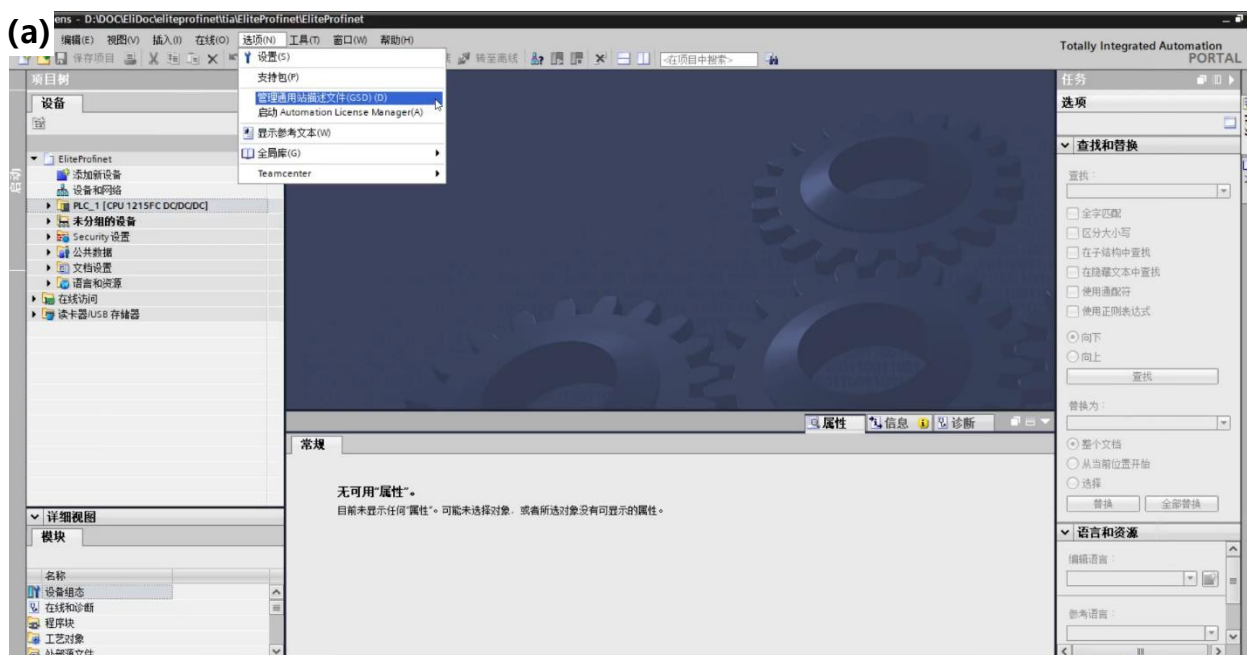 (a)
ens - D:\DOC\EliDoc\eliteprofinet\tia\EliteProfinet\EliteProfinet
编辑(E) 视图(V) 插入(I) 在线(O) 选项(N) 工具(T) 窗口(W) 帮助(H)
保存项目 转至离线 <在项目中搜索>
Totally Integrated Automation
PORTAL
设置(S)
支持包(P)
管理通用站描述文件(GSD) (D)
启动 Automation License Manager(A)
显示参考文本(W)
全局库(G)
Teamcenter
项目树
设备
启动
EliteProfinet
添加新设备
设备和网络
PLC_1 [CPU 1215FC DC/DC/DC]
未分组的设备
Security 设置
公共数据
文档设置
语言和资源
在线访问
读卡器/USB 存储器
详细视图
模块
名称
设备组态
在线和诊断
程序块
工艺对象
外部源文件
属性 信息 诊断
常规
无可用"属性"。
目前未显示任何"属性"。可能未选择对象，或者所选对象没有可显示的属性。
任务
选项
查找和替换
查找：
全字匹配
区分大小写
在子结构中查找
在隐藏文本中查找
使用通配符
使用正则表达式
向下
向上
查找
替换为：
整个文档
从当前位置开始
选择
替换 全部替换
语言和资源
编辑语言：
参考语言：